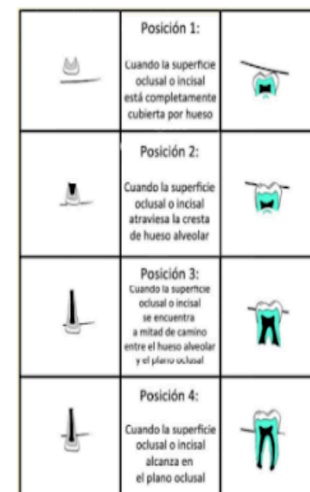 Posición 1:
Cuando la superficie
oclusal o incisal
está completamente
cubierta por hueso
Posición 2:
Cuando la superficie
oclusal o incisal
atraviesa la cresta
de hueso alveolar
Posición 3:
Cuando la superficie
oclusal o incisal
se encuentra
a mitad de camino
entre el hueso alveolar
y el plano oclusal
Posición 4:
Cuando la superficie
oclusal o incisal
alcanza en
el plano oclusal